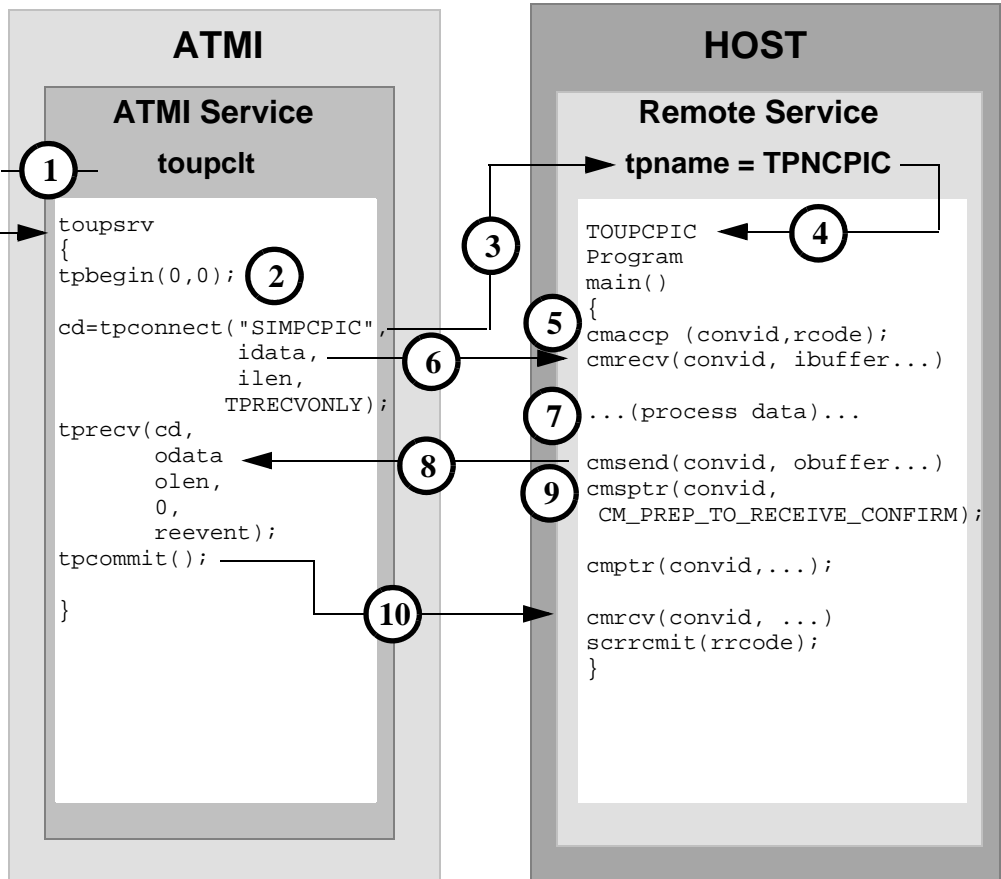 ATMI
ATMI Service
toupclt
1
toupsrv
{
tpbegin(0,0);
2
cd=tpconnect("SIMPCPIC",
idata,
ilen,
TPRECVONLY);
tprecv(cd,
odata
olen,
0,
reevent);
tpcommit();
}
3
6
8
10
HOST
Remote Service
tpname = TPNCPIC
4
TOUPCPIC
Program
main()
{
5
cmaccp (convid,rcode);
cmrecv(convid, ibuffer...)
7
...(process data)...
cmsend(convid, obuffer...)
9
cmsptr(convid,
CM_PREP_TO_RECEIVE_CONFIRM);
cmptr(convid,...);
cmrcv(convid, ...)
scrrcmit(rrcode);
}